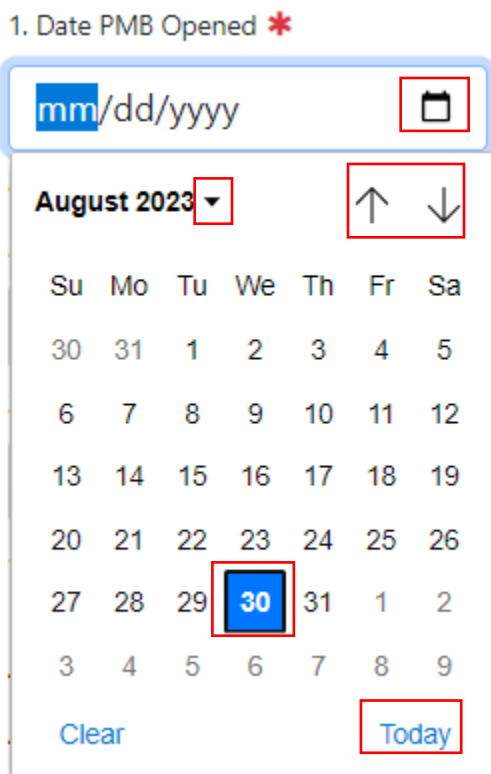 1. Date PMB Opened ✱
mm/dd/yyyy
August 2023
Su Mo Tu We Th Fr Sa
30 31 1 2 3 4 5
6 7 8 9 10 11 12
13 14 15 16 17 18 19
20 21 22 23 24 25 26
27 28 29 30 31 1 2
3 4 5 6 7 8 9
Clear Today